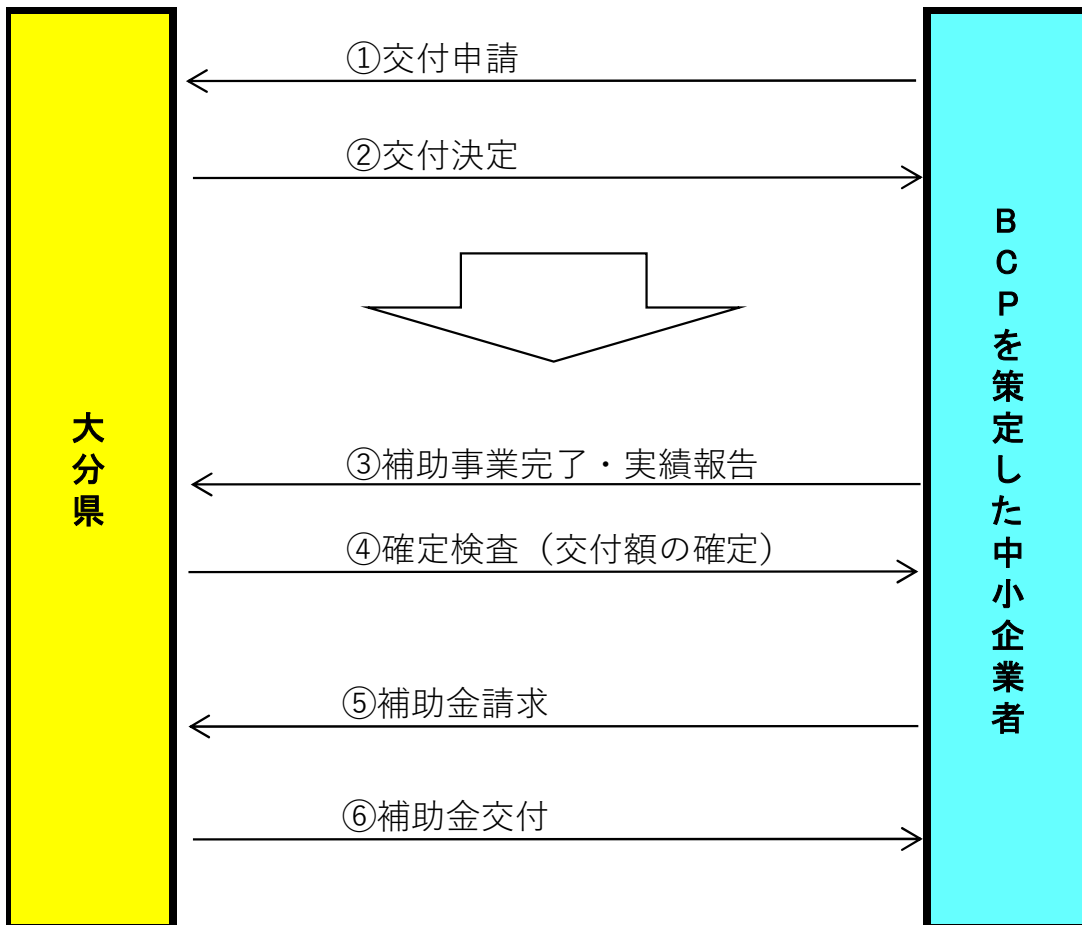 大分県
①交付申請
②交付決定
③補助事業完了・実績報告
④確定検査（交付額の確定）
⑤補助金請求
⑥補助金交付
ＢＣＰを策定した中小企業者